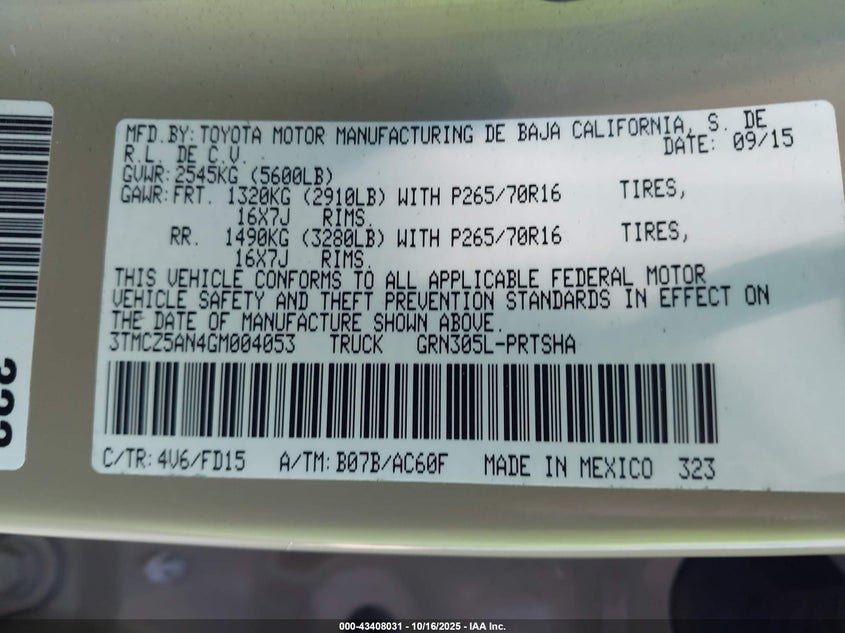 MFD.BY:TOYOTA MOTOR MANUFACTURING DE BAJA CALIFORNIA, S. DE
R.L. DE C.V. DATE: 09/15
GVWR:2545KG (5600LB)
GAWR:FRT. 1320KG (2910LB) WITH P265/70R16 TIRES,
16X7J RIMS.
RR. 1490KG (3280LB) WITH P265/70R16 TIRES,
16X7J RIMS.
THIS VEHICLE CONFORMS TO ALL APPLICABLE FEDERAL MOTOR
VEHICLE SAFETY AND THEFT PREVENTION STANDARDS IN EFFECT ON
THE DATE OF MANUFACTURE SHOWN ABOVE.
3TMCZ5AN4GM004053 TRUCK GRN305L-PRTSHA
C/TR:4V6/FD15 A/TM:B07B/AC60F MADE IN MEXICO 323
000-43408031 - 10/16/2025 - IAA Inc.